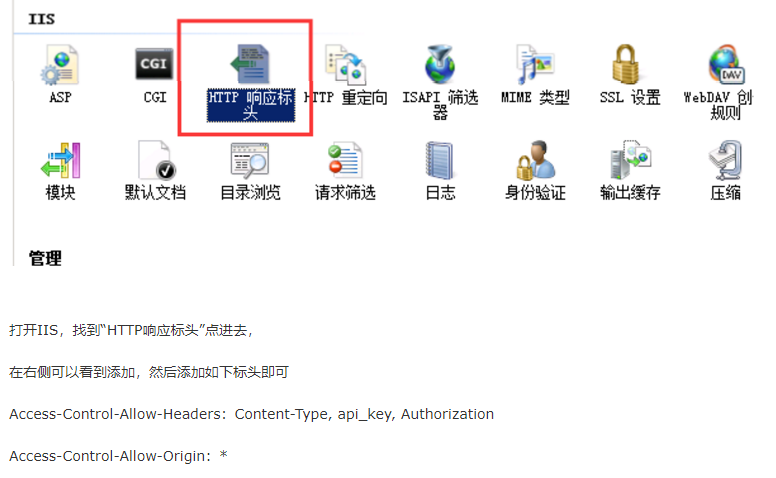 IIS
ASP
CGI
HTTP 响应标头
HTTP 重定向
ISAPI 筛选器
MIME 类型
SSL 设置
WebDAV 创
规则
模块
默认文档
目录浏览
请求筛选
日志
身份验证
输出缓存
压缩
管理
打开IIS，找到“HTTP响应标头”点进去，
在右侧可以看到添加，然后添加如下标头即可
Access-Control-Allow-Headers：Content-Type, api_key, Authorization
Access-Control-Allow-Origin：*